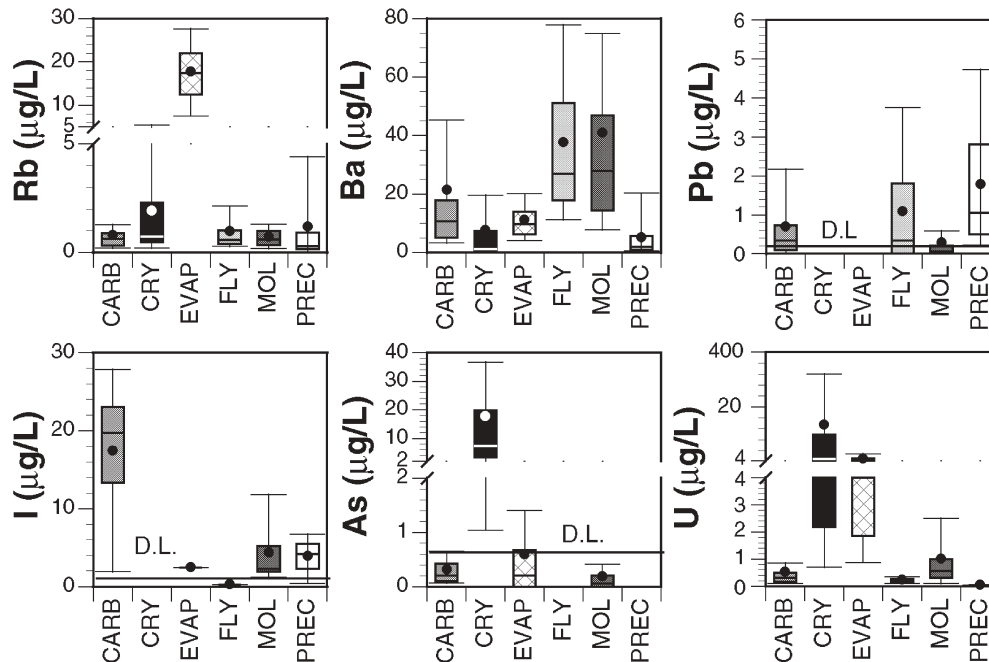 Rb (µg/L)
30
20
10
5
5
0
CARB CRY EVAP FLY MOL PREC
Ba (µg/L)
80
60
40
20
0
CARB CRY EVAP FLY MOL PREC
Pb (µg/L)
6
5
4
3
2
1
0
D.L
CARB CRY EVAP FLY MOL PREC
I (µg/L)
30
20
10
0
D.L.
CARB CRY EVAP FLY MOL PREC
As (µg/L)
40
30
20
10
2
2
1
0
D.L.
CARB CRY EVAP FLY MOL PREC
U (µg/L)
400
20
4
4
3
2
1
0
CARB CRY EVAP FLY MOL PREC